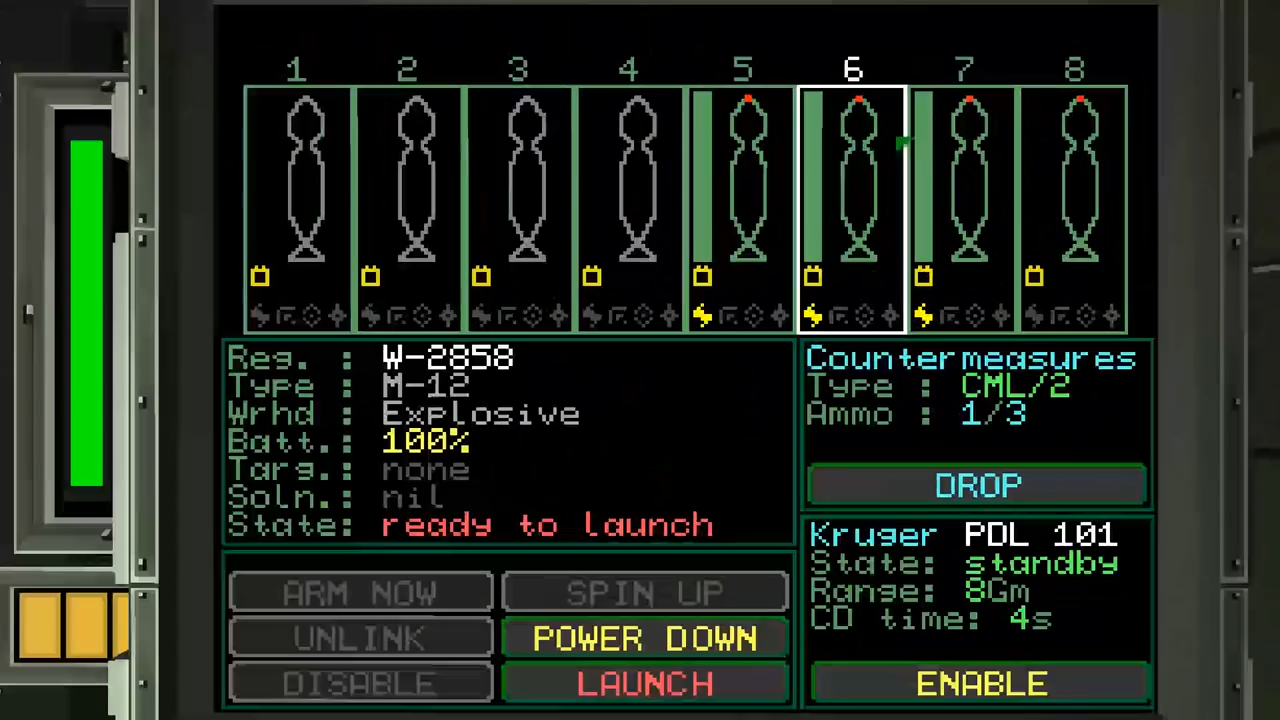 1 2 3 4 5 6 7 8
Reg. : W-2858
Type : M-12
Wrhd : Explosive
Batt.: 100%
Targ.: none
Soln.: nil
State: ready to launch
ARM NOW SPIN UP
UNLINK POWER DOWN
DISABLE LAUNCH
Countermeasures
Type : CML/2
Ammo : 1/3
DROP
Kruger PDL 101
State: standby
Range: 8Gm
CD time: 4s
ENABLE